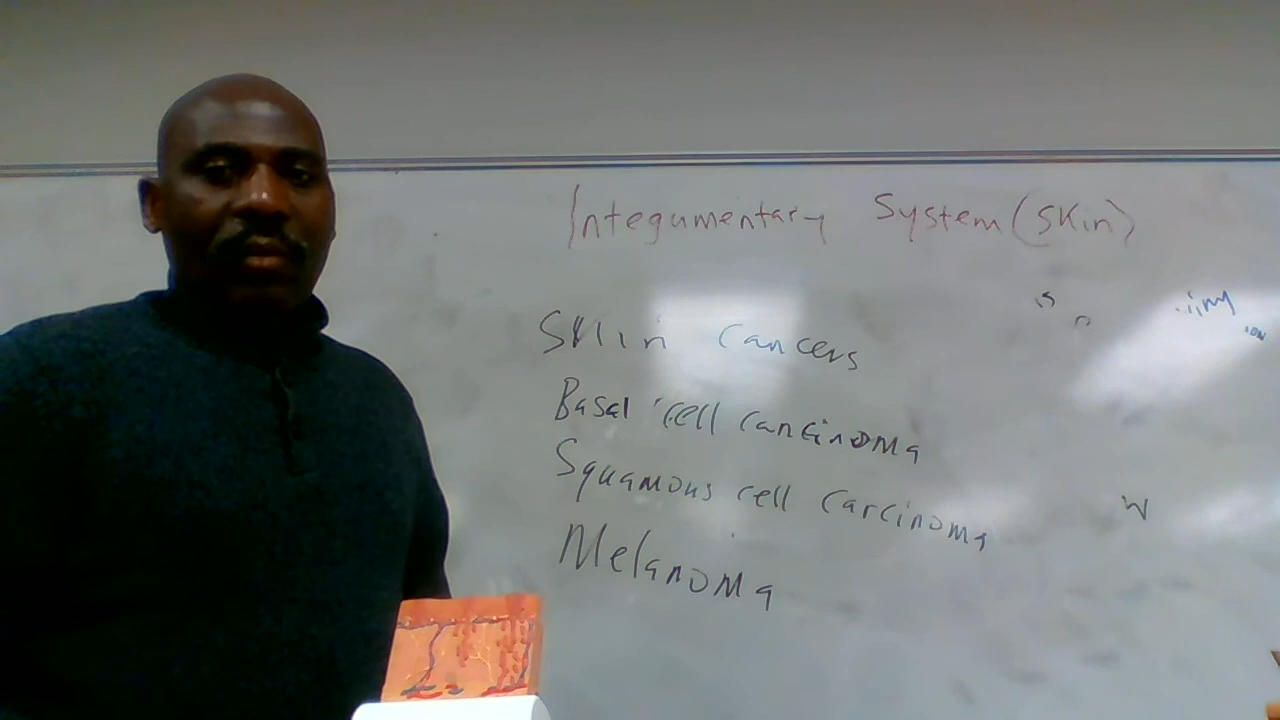 Integumentary System (Skin)
Skin Cancers
Basal cell carcinoma
Squamous cell carcinoma
Melanoma
W